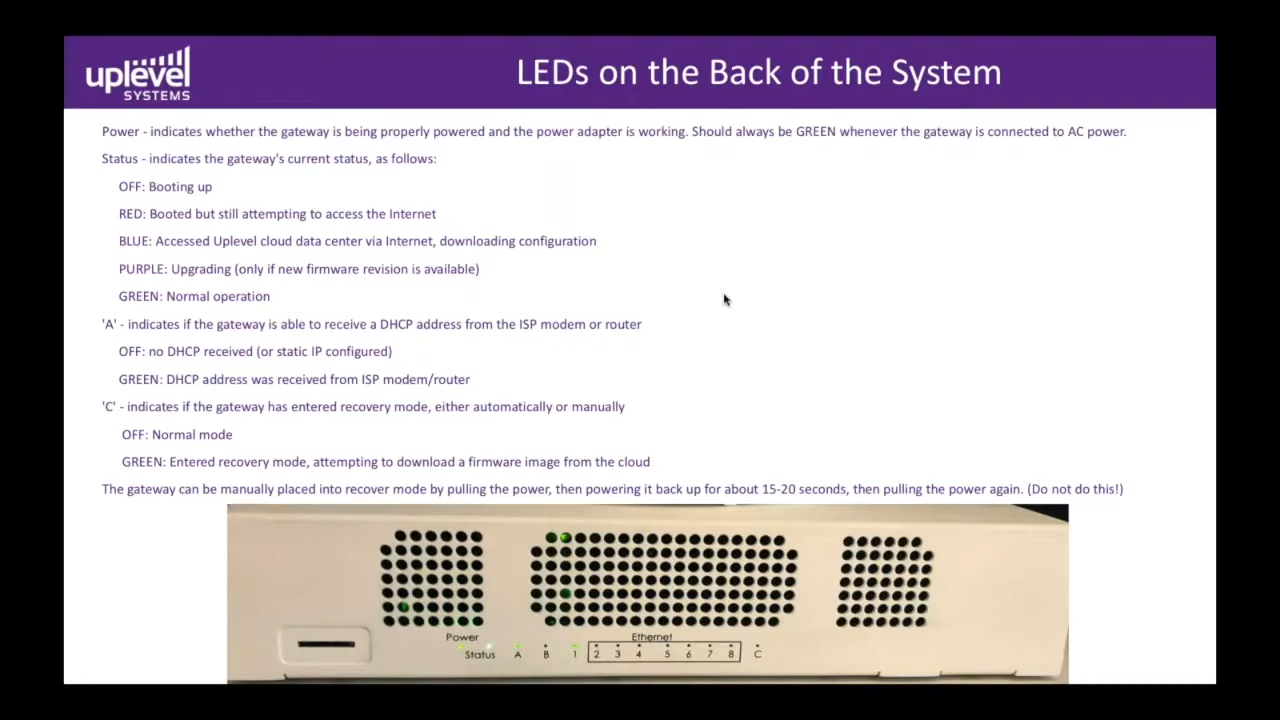 uplevel
SYSTEMS
LEDs on the Back of the System
Power - indicates whether the gateway is being properly powered and the power adapter is working. Should always be GREEN whenever the gateway is connected to AC power.
Status - indicates the gateway's current status, as follows:
OFF: Booting up
RED: Booted but still attempting to access the Internet
BLUE: Accessed Uplevel cloud data center via Internet, downloading configuration
PURPLE: Upgrading (only if new firmware revision is available)
GREEN: Normal operation
'A' - indicates if the gateway is able to receive a DHCP address from the ISP modem or router
OFF: no DHCP received (or static IP configured)
GREEN: DHCP address was received from ISP modem/router
'C' - indicates if the gateway has entered recovery mode, either automatically or manually
OFF: Normal mode
GREEN: Entered recovery mode, attempting to download a firmware image from the cloud
The gateway can be manually placed into recover mode by pulling the power, then powering it back up for about 15-20 seconds, then pulling the power again. (Do not do this!)
Power Ethernet
Status A B 1 2 3 4 5 6 7 8 C